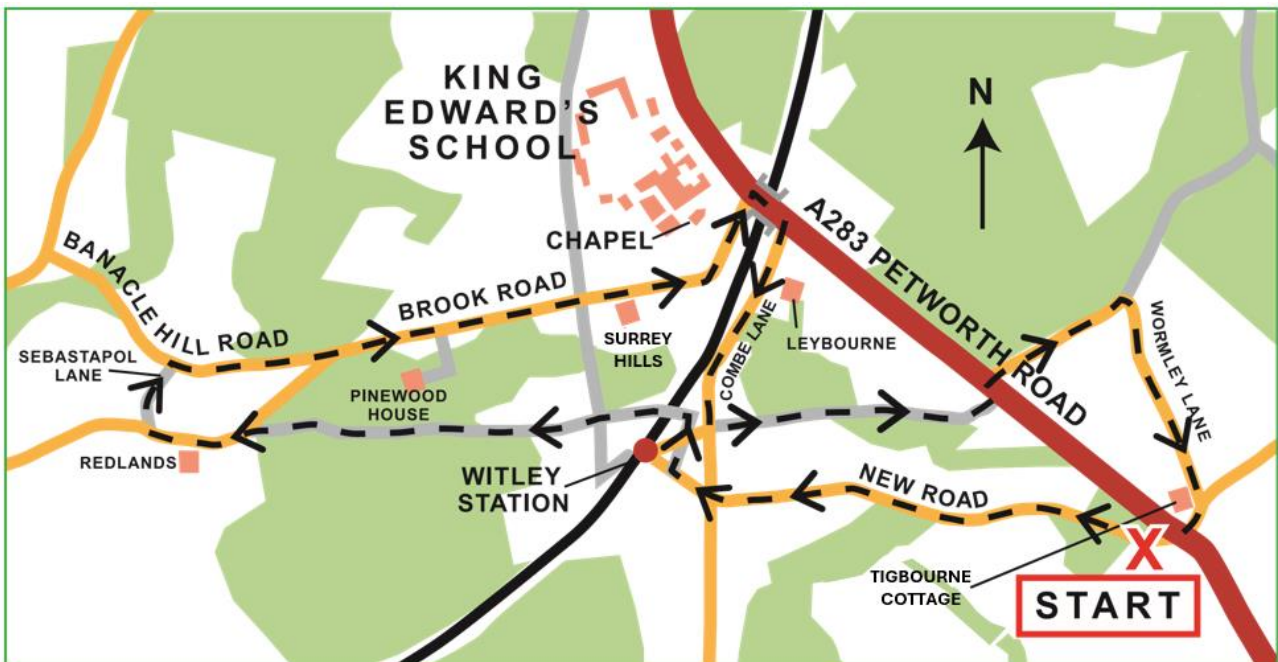 KING
EDWARD'S
SCHOOL
N
CHAPEL
A283 PETWORTH ROAD
BANACLE HILL ROAD
BROOK ROAD
SEBASTAPOL
LANE
SURREY
HILLS
COMBE LANE
LEYBOURNE
WORMLEY LANE
PINEWOOD
HOUSE
REDLANDS
WITLEY
STATION
NEW ROAD
X
TIGBOURNE
COTTAGE
START